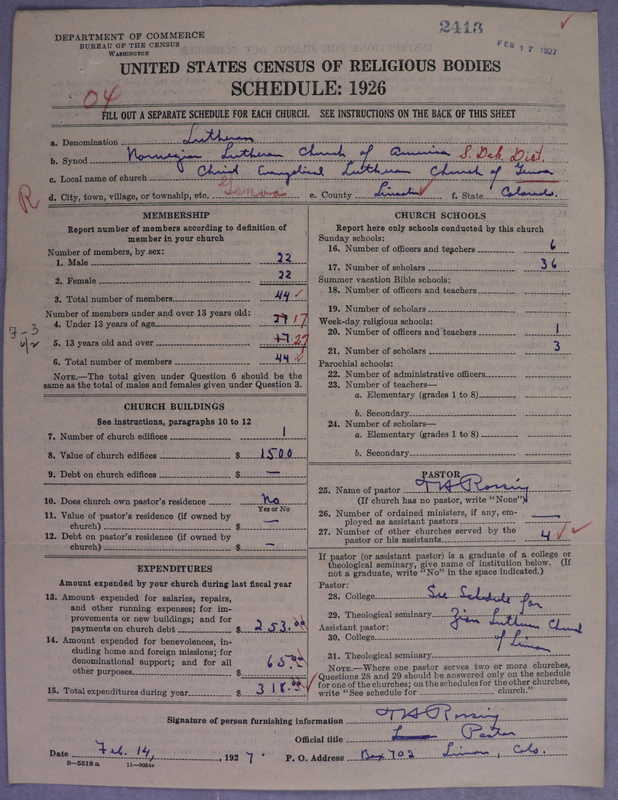 2413
FEB 17 1927
DEPARTMENT OF COMMERCE
BUREAU OF THE CENSUS
WASHINGTON
UNITED STATES CENSUS OF RELIGIOUS BODIES
SCHEDULE: 1926
04
FILL OUT A SEPARATE SCHEDULE FOR EACH CHURCH. SEE INSTRUCTIONS ON THE BACK OF THIS SHEET
a. Denomination Lutheran
b. Synod Norwegian Lutheran Church of America S. Dak. Dist.
c. Local name of church Christ Evangelical Lutheran Church of Genoa
R
d. City, town, village, or township, etc. Genoa e. County Lincoln f. State Colorado.
MEMBERSHIP
Report number of members according to definition of member in your church
Number of members, by sex:
1. Male 22
2. Female 22
3. Total number of members 44
Number of members under and over 13 years old:
4. Under 13 years of age 17
5. 13 years old and over 27
6. Total number of members 44
NOTE.—The total given under Question 6 should be
same as the total of males and females given under Question 3.
F-3
CHURCH BUILDINGS
See instructions, paragraphs 10 to 12
7. Number of church edifices 1
8. Value of church edifices $ 1500
9. Debt on church edifices $ —
10. Does church own pastor's residence No
Yes or No
11. Value of pastor's residence (if owned by
church) $ —
12. Debt on pastor's residence (if owned by
church) $ —
EXPENDITURES
Amount expended by your church during last fiscal year
13. Amount expended for salaries, repairs,
and other running expenses; for im-
provements or new buildings; and for
payments on church debt $ 253.00
14. Amount expended for benevolences, in-
cluding home and foreign missions; for
denominational support; and for all
other purposes $ 65.00
15. Total expenditures during year $ 318.00
CHURCH SCHOOLS
Report here only schools conducted by this church
Sunday schools:
16. Number of officers and teachers 6
17. Number of scholars 36
Summer vacation Bible schools:
18. Number of officers and teachers
19. Number of scholars
Week-day religious schools:
20. Number of officers and teachers 1
21. Number of scholars 3
Parochial schools:
22. Number of administrative officers
23. Number of teachers—
a. Elementary (grades 1 to 8)
b. Secondary
24. Number of scholars—
a. Elementary (grades 1 to 8)
b. Secondary
PASTOR
25. Name of pastor T H Rossing
(If church has no pastor, write "None")
26. Number of ordained ministers, if any, em-
ployed as assistant pastors —
27. Number of other churches served by the
pastor or his assistants 4
If pastor (or assistant pastor) is a graduate of a college or
theological seminary, give name of institution below. (If
not a graduate, write "No" in the space indicated.)
Pastor:
28. College See Schedule for
29. Theological seminary Zion Lutheran Church
Assistant pastor:
30. College of Limon
31. Theological seminary
NOTE.—Where one pastor serves two or more churches,
Questions 28 and 29 should be answered only on the schedule
for one of the churches; on the schedules for the other churches,
write "See schedule for ____ church."
Signature of person furnishing information T H Rossing
Official title Pastor
Date Feb. 14, 1927. P. O. Address Box 702 Limon, Colo.
8-5518 a